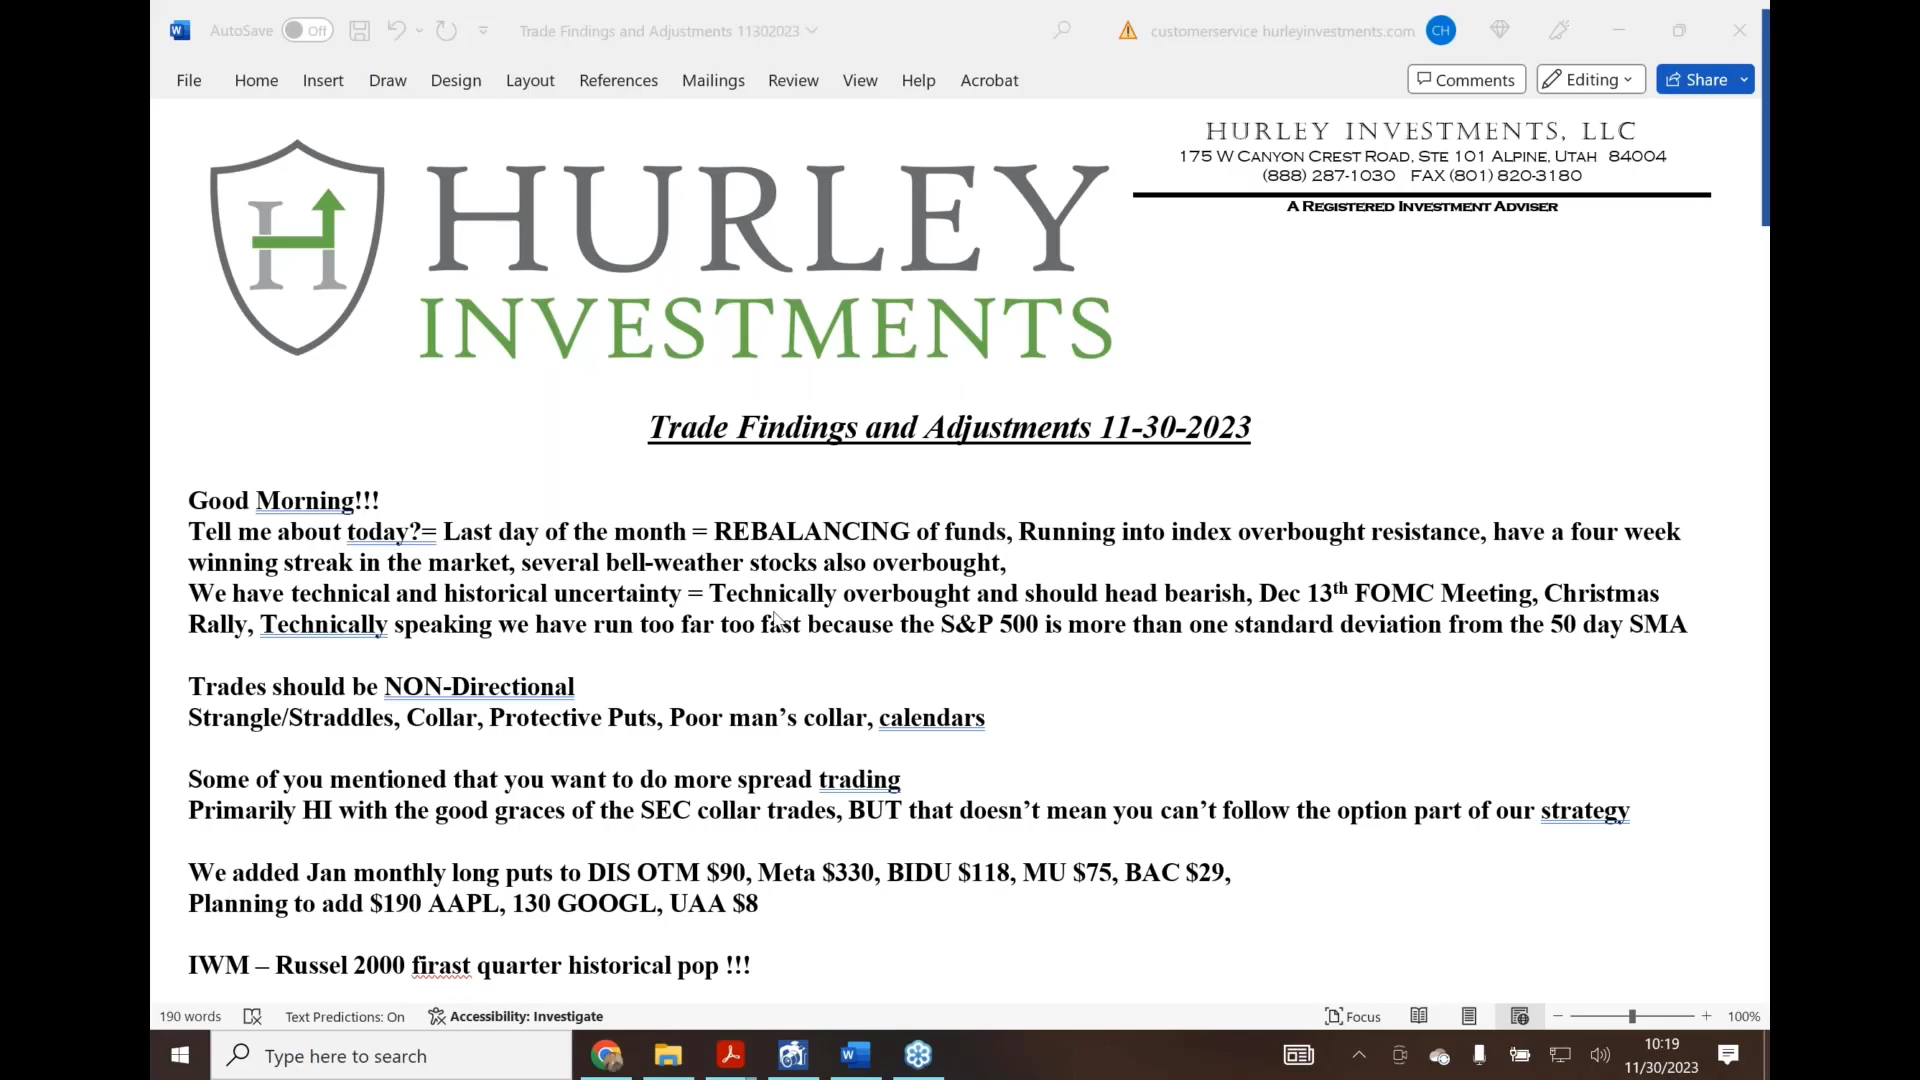 AutoSave Off Trade Findings and Adjustments 11302023 customerservice hurleyinvestments.com CH
File Home Insert Draw Design Layout References Mailings Review View Help Acrobat Comments Editing Share
HURLEY INVESTMENTS, LLC
175 W CANYON CREST ROAD, STE 101 ALPINE, UTAH 84004
(888) 287-1030 FAX (801) 820-3180
A REGISTERED INVESTMENT ADVISER
H
HURLEY
INVESTMENTS
Trade Findings and Adjustments 11-30-2023
Good Morning!!!
Tell me about today?= Last day of the month = REBALANCING of funds, Running into index overbought resistance, have a four week
winning streak in the market, several bell-weather stocks also overbought,
We have technical and historical uncertainty = Technically overbought and should head bearish, Dec 13th FOMC Meeting, Christmas
Rally, Technically speaking we have run too far too fast because the S&P 500 is more than one standard deviation from the 50 day SMA
Trades should be NON-Directional
Strangle/Straddles, Collar, Protective Puts, Poor man’s collar, calendars
Some of you mentioned that you want to do more spread trading
Primarily HI with the good graces of the SEC collar trades, BUT that doesn’t mean you can’t follow the option part of our strategy
We added Jan monthly long puts to DIS OTM $90, Meta $330, BIDU $118, MU $75, BAC $29,
Planning to add $190 AAPL, 130 GOOGL, UAA $8
IWM – Russel 2000 firast quarter historical pop !!!
190 words Text Predictions: On Accessibility: Investigate Focus 100%
Type here to search
10:19
11/30/2023